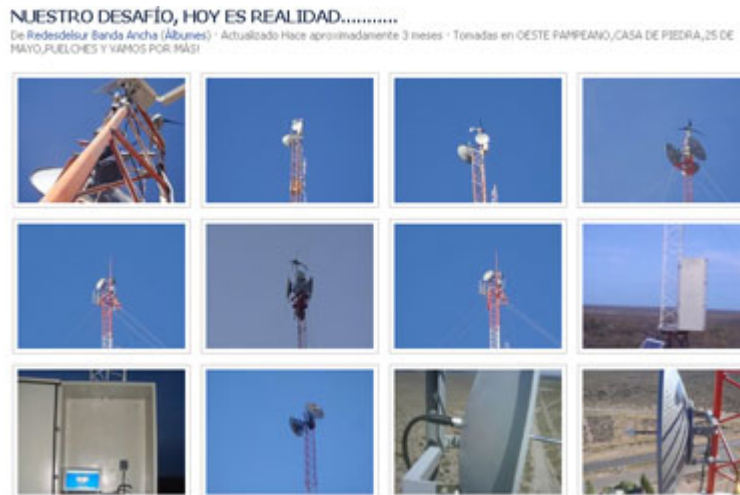 NUESTRO DESAFÍO, HOY ES REALIDAD...........
De Redesdelsur Banda Ancha (Álbumes) · Actualizado Hace aproximadamente 3 meses · Tomadas en OESTE PAMPEANO,CASA DE PIEDRA,25 DE
MAYO,PUELCHES Y VAMOS POR MÁS!